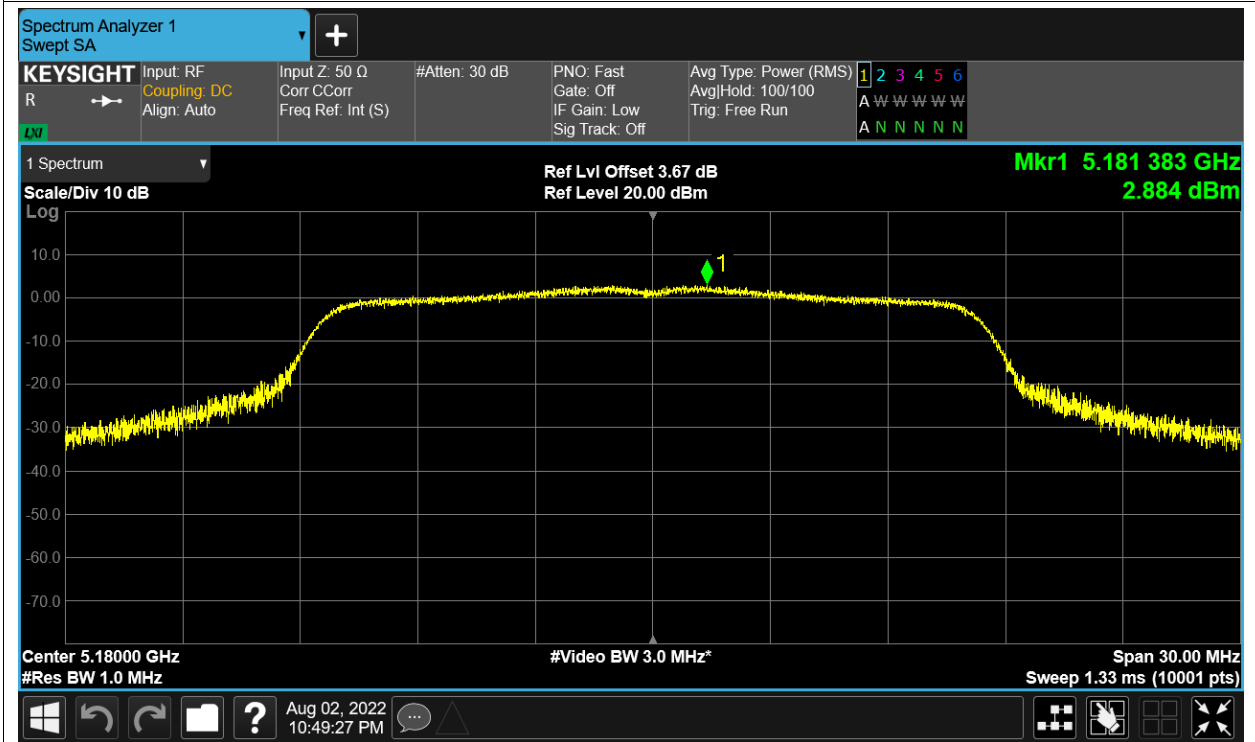 Spectrum Analyzer 1
Swept SA
+
KEYSIGHT
R
LXI
Input: RF
Coupling: DC
Align: Auto
Input Z: 50 Ω
Corr CCorr
Freq Ref: Int (S)
#Atten: 30 dB
PNO: Fast
Gate: Off
IF Gain: Low
Sig Track: Off
Avg Type: Power (RMS)
Avg|Hold: 100/100
Trig: Free Run
1 2 3 4 5 6
A W W W W W
A N N N N N
1 Spectrum
Scale/Div 10 dB
Log
Ref Lvl Offset 3.67 dB
Ref Level 20.00 dBm
Mkr1 5.181 383 GHz
2.884 dBm
1
10.0
0.00
-10.0
-20.0
-30.0
-40.0
-50.0
-60.0
-70.0
Center 5.18000 GHz
#Res BW 1.0 MHz
#Video BW 3.0 MHz*
Span 30.00 MHz
Sweep 1.33 ms (10001 pts)
?
Aug 02, 2022
10:49:27 PM